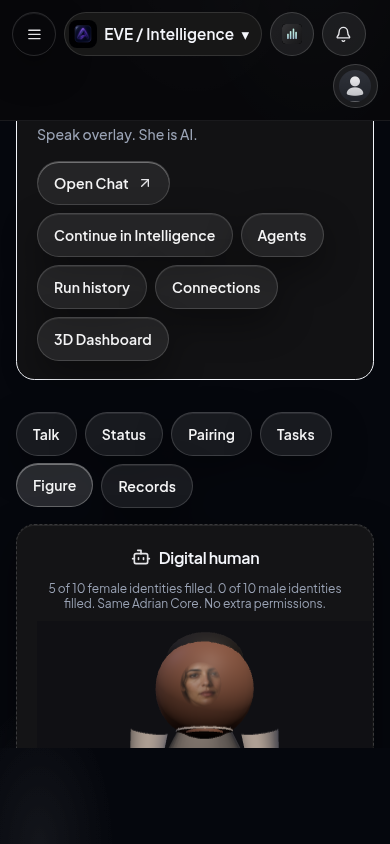 EVE / Intelligence ▾
Speak overlay. She is AI.
Open Chat ↗
Continue in Intelligence
Agents
Run history
Connections
3D Dashboard
Talk
Status
Pairing
Tasks
Figure
Records
Digital human
5 of 10 female identities filled. 0 of 10 male identities
filled. Same Adrian Core. No extra permissions.